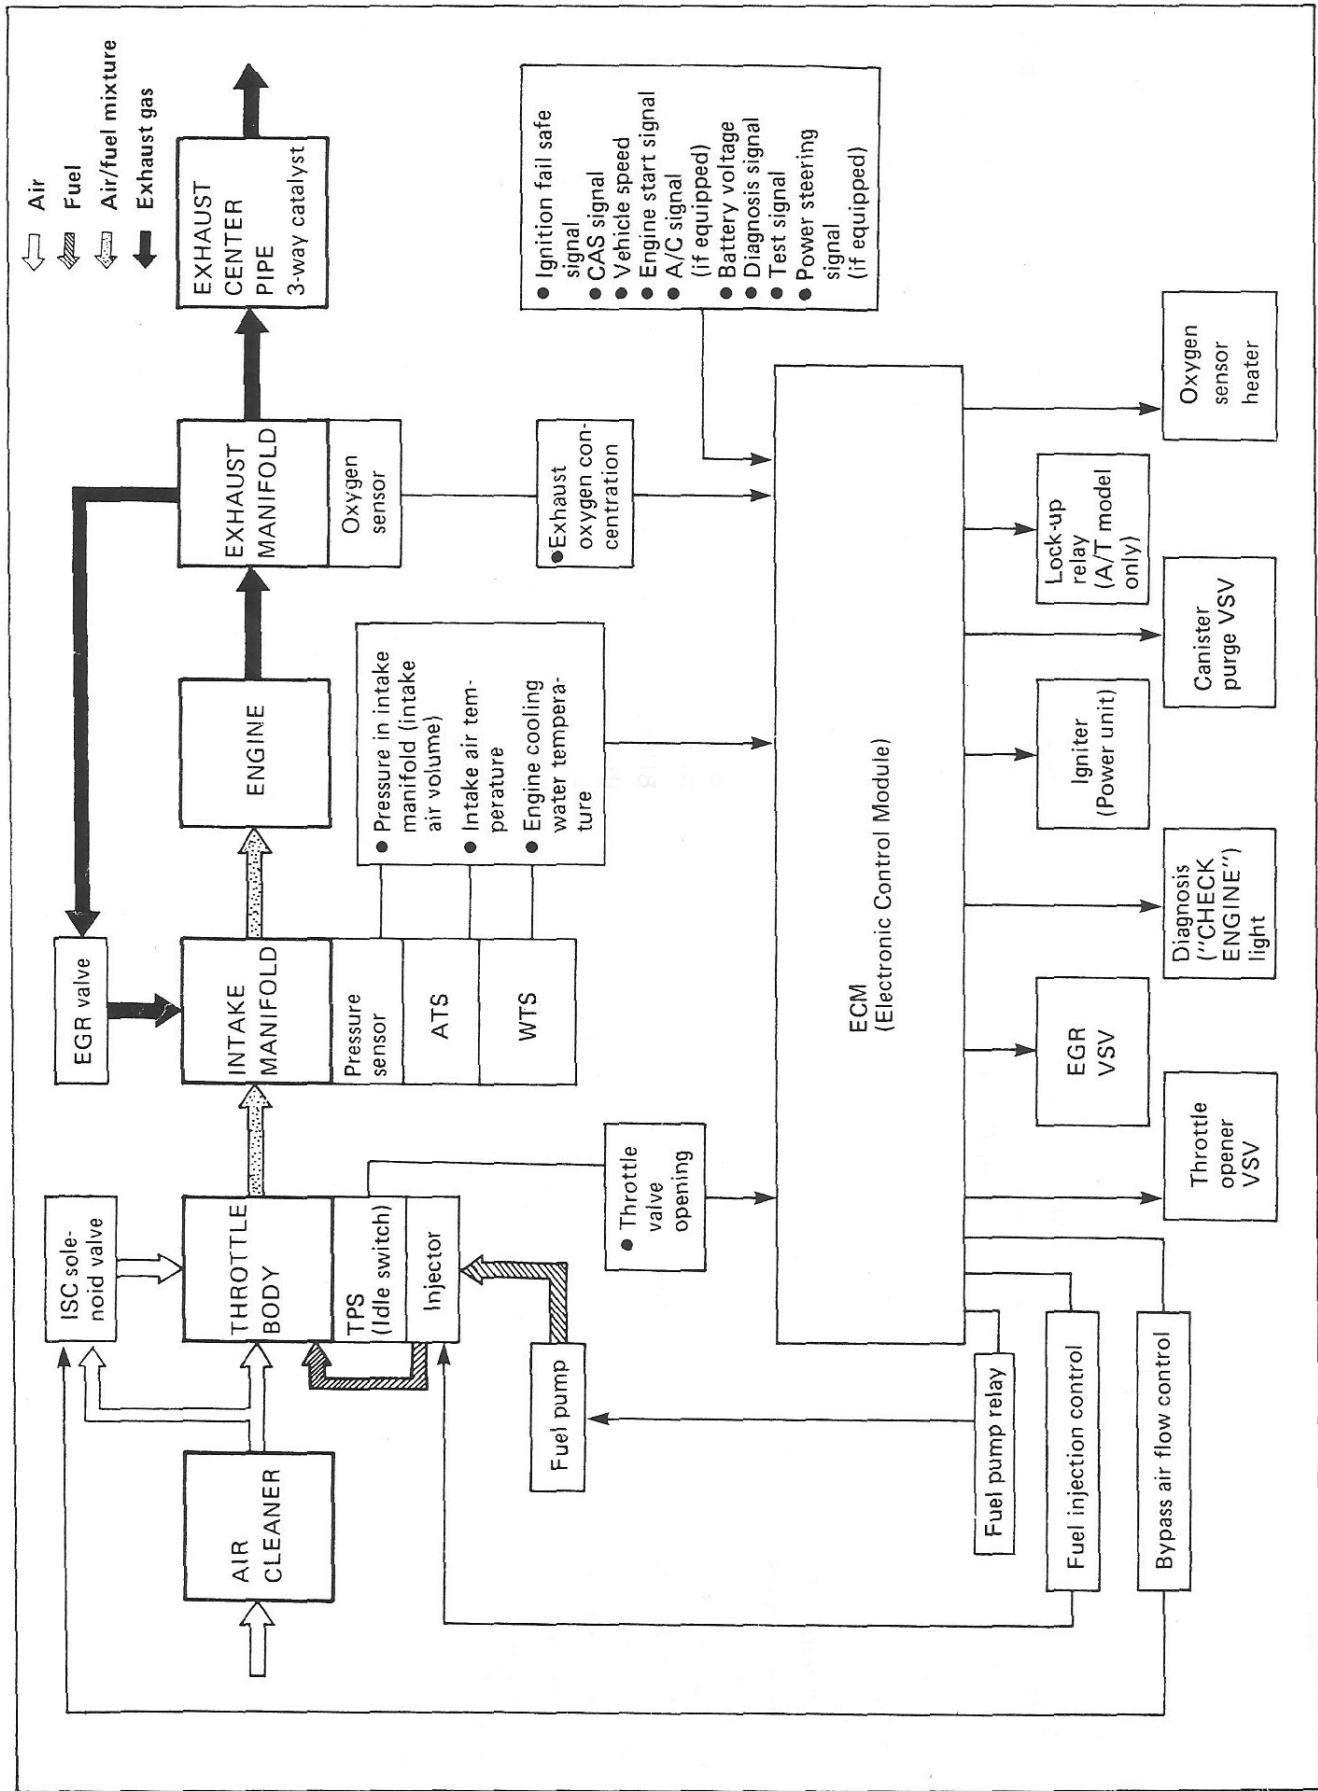 Air
Fuel
Air/fuel mixture
Exhaust gas
ISC sole-
noid valve
EGR valve
AIR
CLEANER
THROTTLE
BODY
TPS
(Idle switch)
Injector
INTAKE
MANIFOLD
Pressure
sensor
ATS
WTS
ENGINE
EXHAUST
MANIFOLD
Oxygen
sensor
EXHAUST
CENTER
PIPE
3-way catalyst
Fuel pump
● Throttle
valve
opening
● Pressure in intake
manifold (intake
air volume)
● Intake air tem-
perature
● Engine cooling
water tempera-
ture
● Exhaust
oxygen con-
centration
● Ignition fail safe
signal
● CAS signal
● Vehicle speed
● Engine start signal
● A/C signal
(if equipped)
● Battery voltage
● Diagnosis signal
● Test signal
● Power steering
signal
(if equipped)
ECM
(Electronic Control Module)
Fuel pump relay
Fuel injection control
Bypass air flow control
Throttle
opener
VSV
EGR
VSV
Diagnosis
("CHECK
ENGINE")
light
Igniter
(Power unit)
Canister
purge VSV
Lock-up
relay
(A/T model
only)
Oxygen
sensor
heater